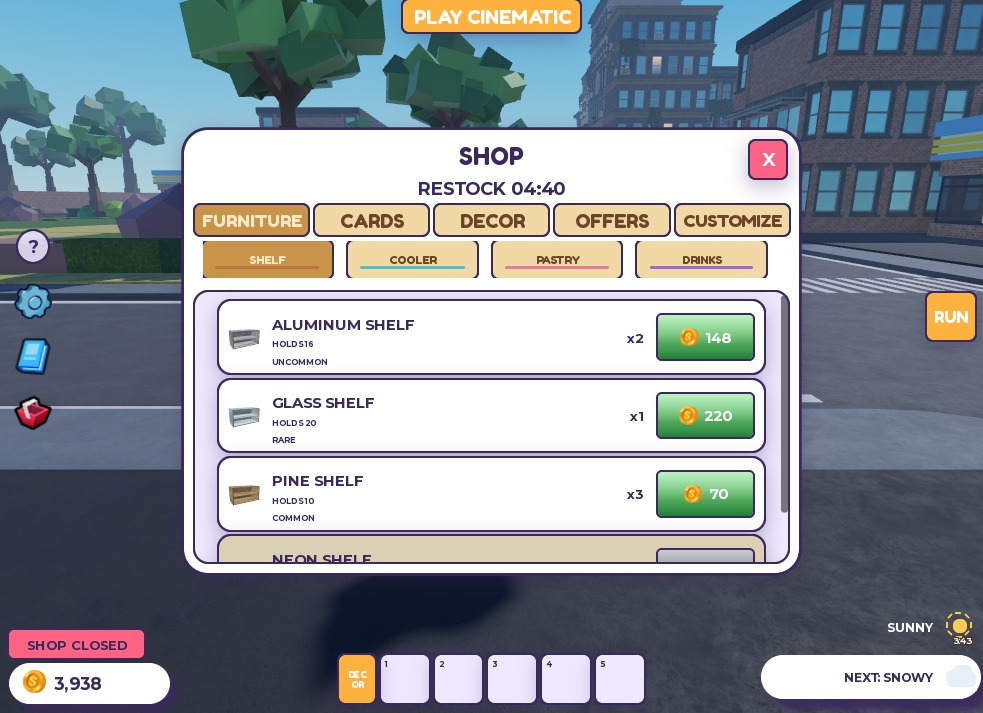 PLAY CINEMATIC
SHOP
X
RESTOCK 04:40
FURNITURE
CARDS
DECOR
OFFERS
CUSTOMIZE
SHELF
COOLER
PASTRY
DRINKS
?
ALUMINUM SHELF
HOLDS 16
UNCOMMON
x2
148
GLASS SHELF
HOLDS 20
RARE
x1
220
PINE SHELF
HOLDS 10
COMMON
x3
70
NEON SHELF
RUN
SHOP CLOSED
3,938
DEC
OR
1
2
3
4
5
SUNNY
3:43
NEXT: SNOWY